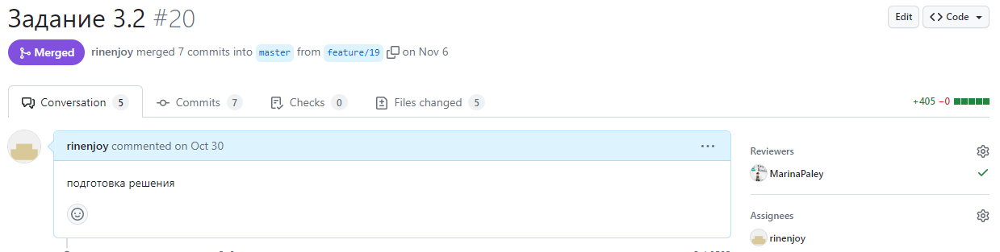 Задание 3.2 #20
Edit
Code
Merged
rinenjoy merged 7 commits into master from feature/19 on Nov 6
Conversation 5
Commits 7
Checks 0
Files changed 5
+405 −0
rinenjoy commented on Oct 30
подготовка решения
Reviewers
MarinaPaley
Assignees
rinenjoy